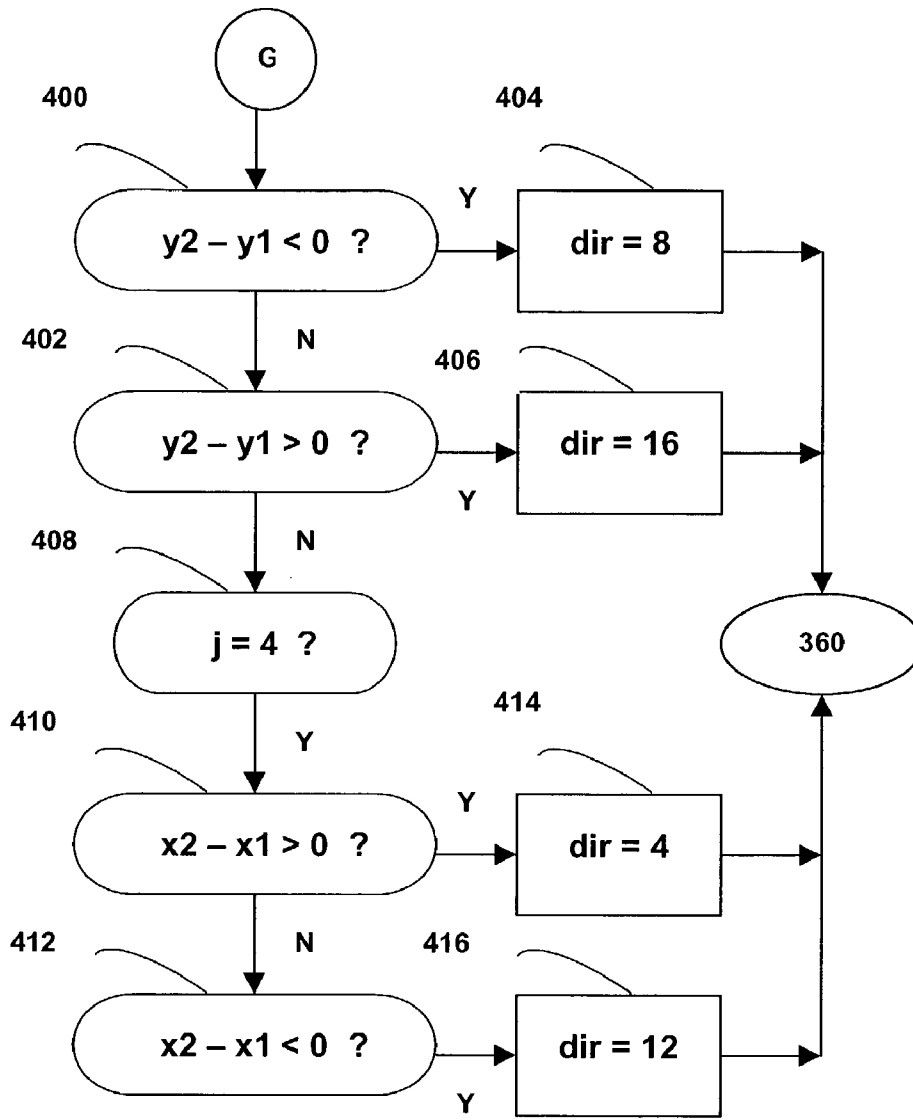 G
400
404
Y
y2 – y1 < 0 ?
dir = 8
N
402
406
y2 – y1 > 0 ?
dir = 16
Y
N
408
j = 4 ?
360
410
414
Y
Y
x2 – x1 > 0 ?
dir = 4
N
412
416
x2 – x1 < 0 ?
dir = 12
Y